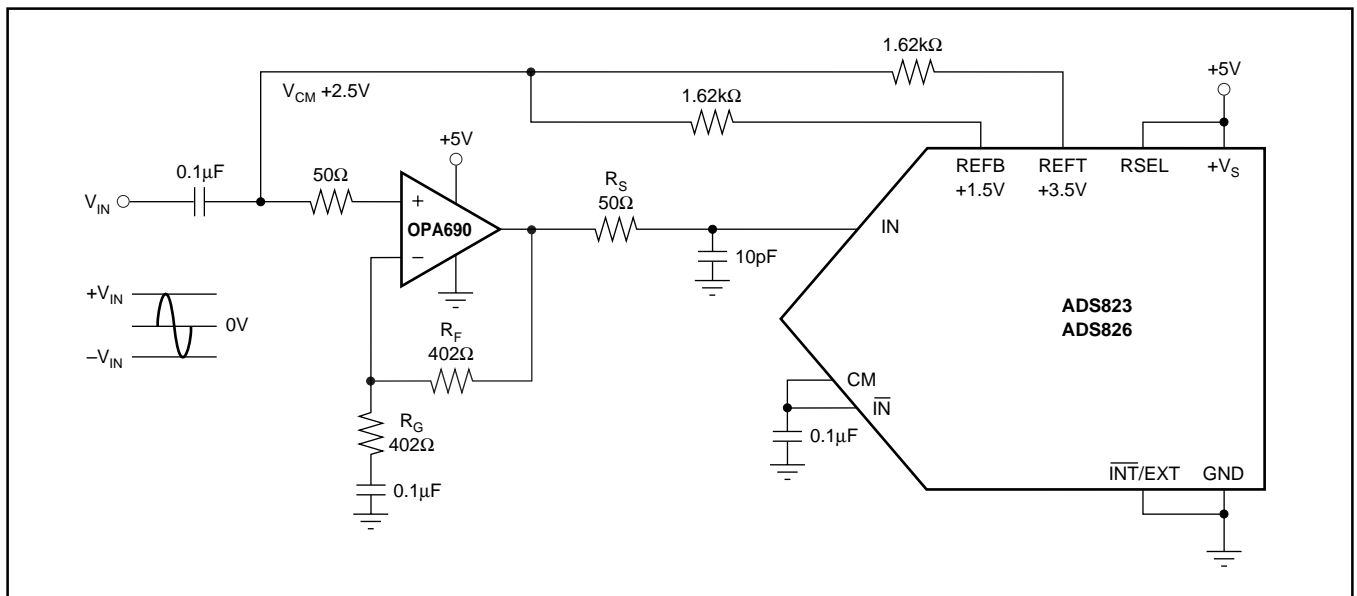 1.62kΩ
+5V
V_CM +2.5V
1.62kΩ
+5V
0.1µF
50Ω
R_S
50Ω
REFB
+1.5V
REFT
+3.5V
RSEL
+V_S
V_IN
+
OPA690
–
IN
10pF
+V_IN
0V
–V_IN
ADS823
ADS826
R_F
402Ω
CM
I̅N̅
R_G
402Ω
0.1µF
0.1µF
I̅N̅T̅/EXT
GND